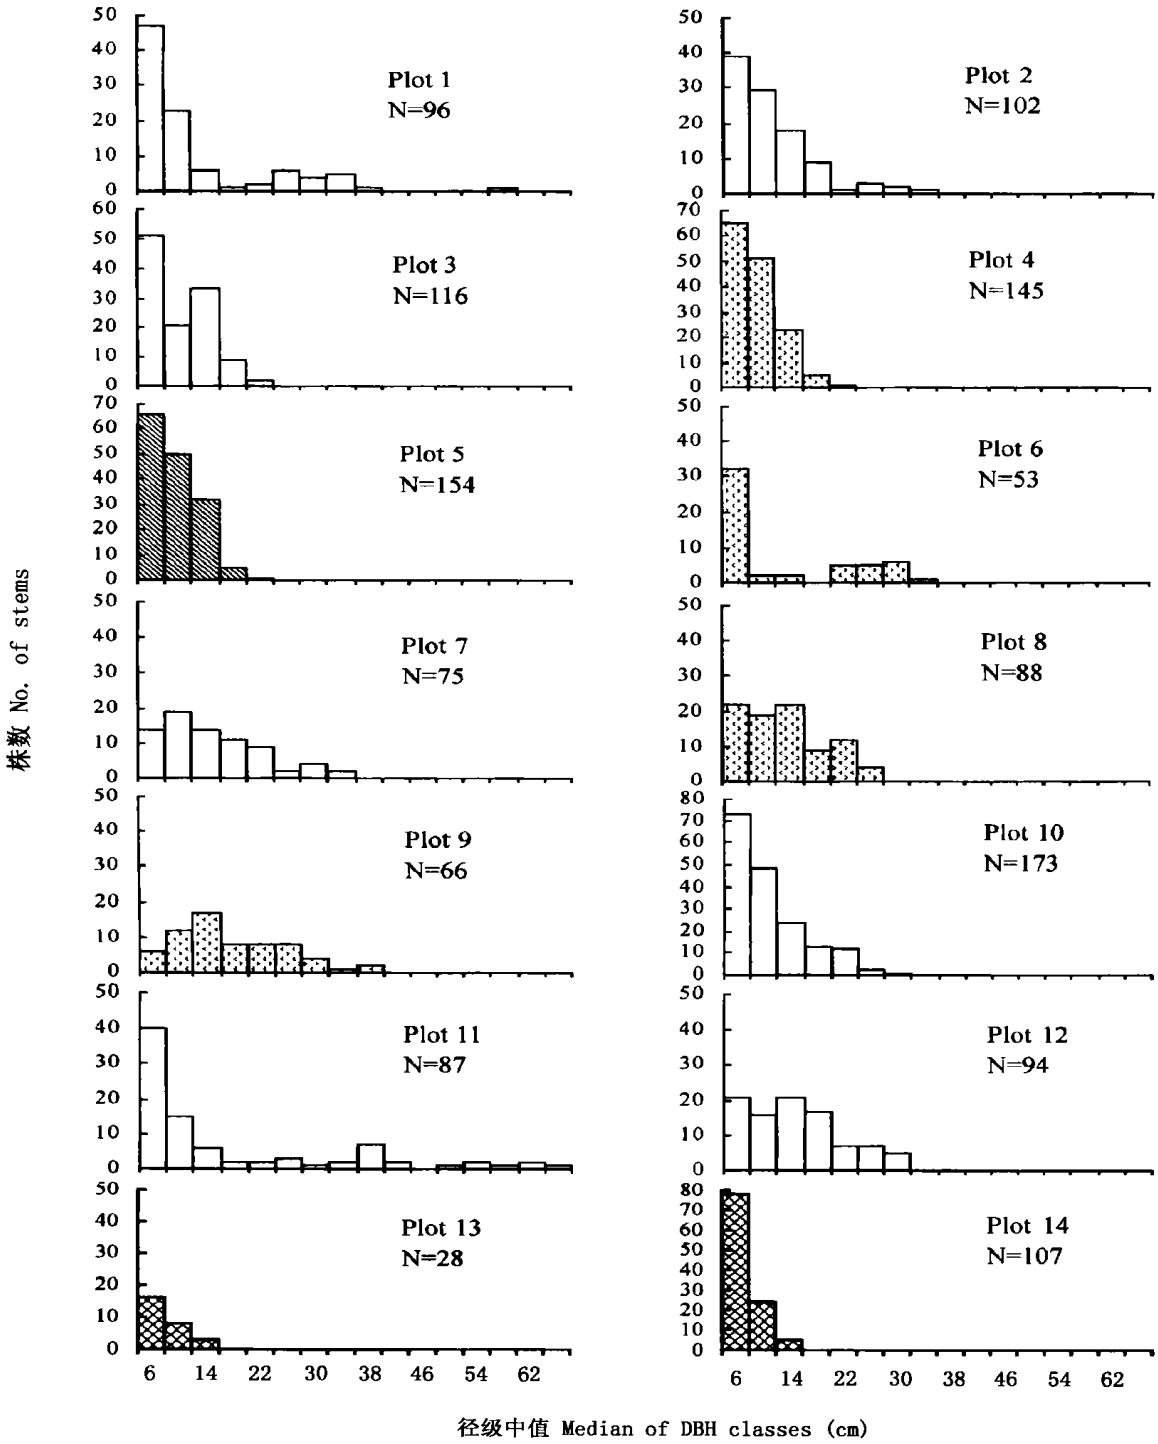 50
40
30
20
10
0
Plot 1
N=96
50
40
30
20
10
0
Plot 2
N=102
60
50
40
30
20
10
0
Plot 3
N=116
70
60
50
40
30
20
10
0
Plot 4
N=145
70
60
50
40
30
20
10
0
Plot 5
N=154
50
40
30
20
10
0
Plot 6
N=53
50
40
30
20
10
0
Plot 7
N=75
50
40
30
20
10
0
Plot 8
N=88
50
40
30
20
10
0
Plot 9
N=66
80
70
60
50
40
30
20
10
0
Plot 10
N=173
50
40
30
20
10
0
Plot 11
N=87
50
40
30
20
10
0
Plot 12
N=94
50
40
30
20
10
0
Plot 13
N=28
6 14 22 30 38 46 54 62
80
70
60
50
40
30
20
10
0
Plot 14
N=107
6 14 22 30 38 46 54 62
株数 No. of stems
径级中值 Median of DBH classes (cm)